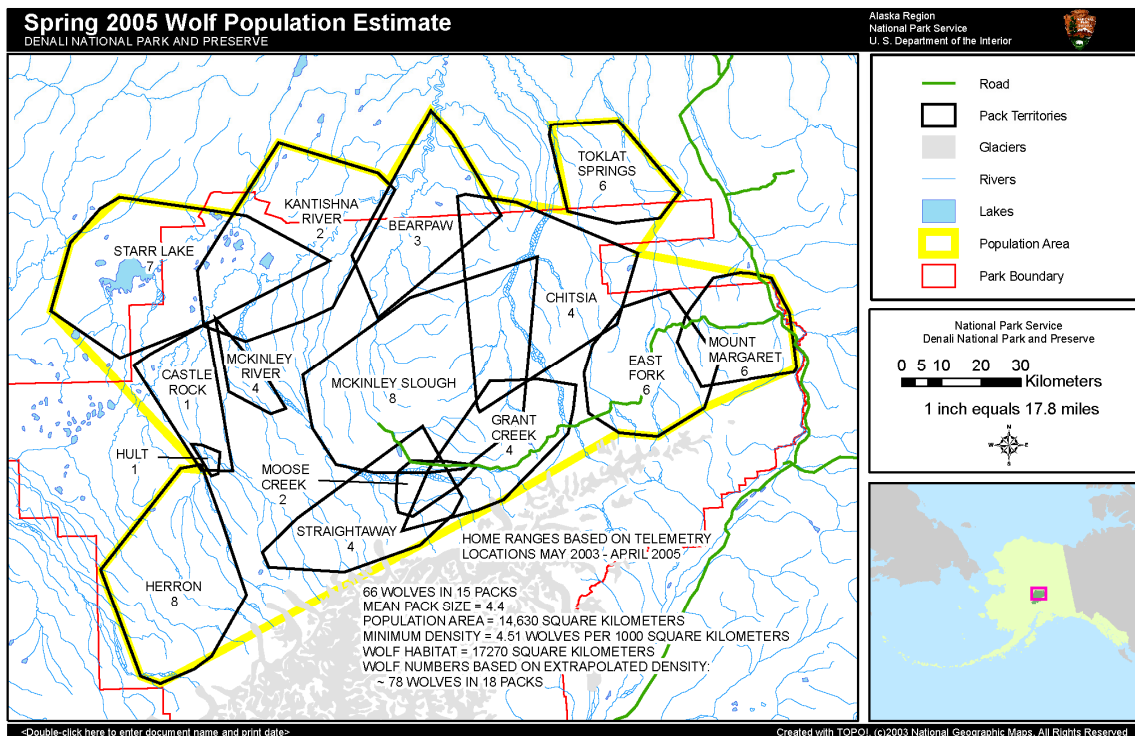 Spring 2005 Wolf Population Estimate
DENALI NATIONAL PARK AND PRESERVE
Alaska Region
National Park Service
U. S. Department of the Interior
TOKLAT
SPRINGS
6
KANTISHNA
RIVER
2
BEARPAW
3
STARR LAKE
7
CHITSIA
4
MOUNT
MARGARET
6
EAST
FORK
6
MCKINLEY
RIVER
4
CASTLE
ROCK
1
MCKINLEY SLOUGH
8
GRANT
CREEK
4
HULT
1
MOOSE
CREEK
2
STRAIGHTAWAY
4
HERRON
8
HOME RANGES BASED ON TELEMETRY
LOCATIONS MAY 2003 - APRIL 2005
66 WOLVES IN 15 PACKS
MEAN PACK SIZE = 4.4
POPULATION AREA = 14,630 SQUARE KILOMETERS
MINIMUM DENSITY = 4.51 WOLVES PER 1000 SQUARE KILOMETERS
WOLF HABITAT = 17270 SQUARE KILOMETERS
WOLF NUMBERS BASED ON EXTRAPOLATED DENSITY:
~ 78 WOLVES IN 18 PACKS
Road
Pack Territories
Glaciers
Rivers
Lakes
Population Area
Park Boundary
National Park Service
Denali National Park and Preserve
0 5 10 20 30
Kilometers
1 inch equals 17.8 miles
N
W E
S
<Double-click here to enter document name and print date>
Created with TOPO!, (c)2003 National Geographic Maps, All Rights Reserved